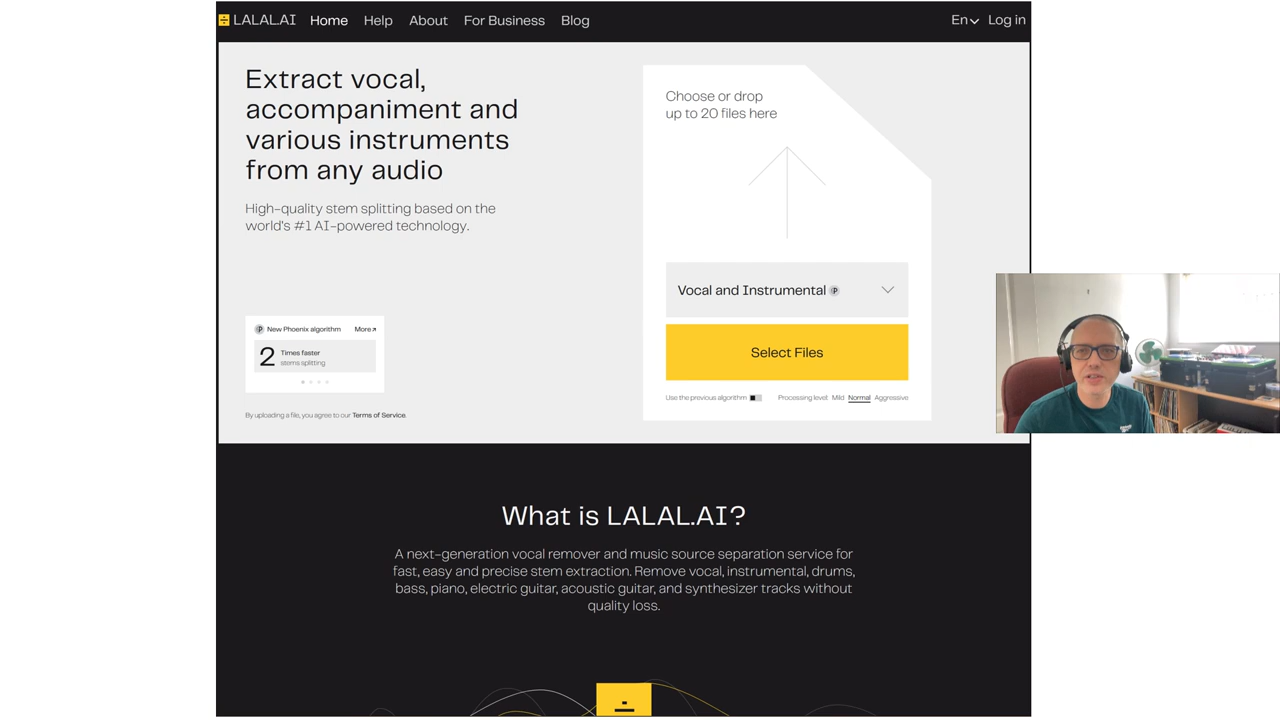 LALAL.AI Home Help About For Business Blog En Log in
Extract vocal,
accompaniment and
various instruments
from any audio
High-quality stem splitting based on the
world's #1 AI-powered technology.
P New Phoenix algorithm More
2 Times faster
stems splitting
By uploading a file, you agree to our Terms of Service.
Choose or drop
up to 20 files here
Vocal and Instrumental P
Select Files
Use the previous algorithm Processing level: Mild Normal Aggressive
What is LALAL.AI?
A next-generation vocal remover and music source separation service for
fast, easy and precise stem extraction. Remove vocal, instrumental, drums,
bass, piano, electric guitar, acoustic guitar, and synthesizer tracks without
quality loss.